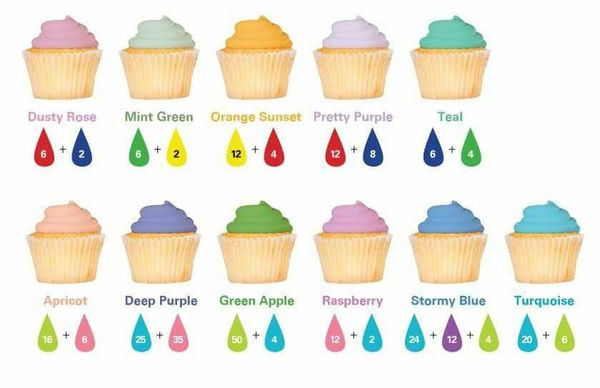 Dusty Rose Mint Green Orange Sunset Pretty Purple Teal
6 + 2 6 + 2 12 + 4 12 + 8 6 + 4
Apricot Deep Purple Green Apple Raspberry Stormy Blue Turquoise
16 + 6 25 + 35 50 + 4 12 + 2 24 + 12 + 4 20 + 6